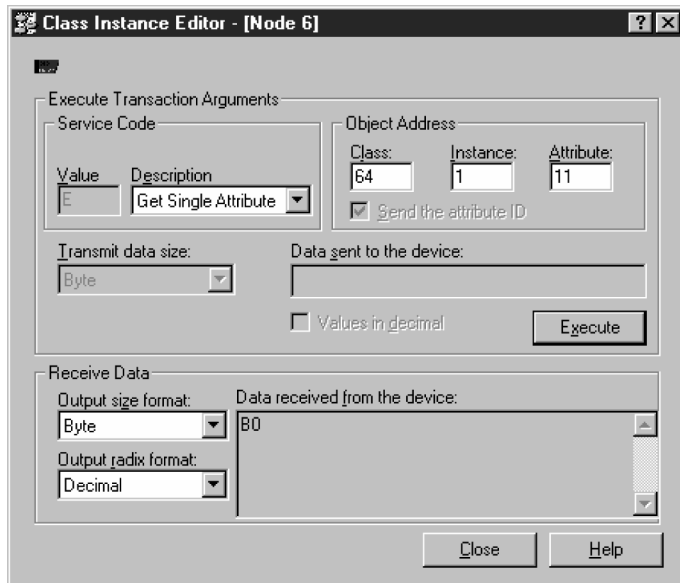 Class Instance Editor - [Node 6]
Execute Transaction Arguments
Service Code
Object Address
Value
Description
Class:
Instance:
Attribute:
E
Get Single Attribute
64
1
11
Send the attribute ID
Transmit data size:
Data sent to the device:
Byte
Values in decimal
Execute
Receive Data
Output size format:
Data received from the device:
Byte
B0
Output radix format:
Decimal
Close
Help